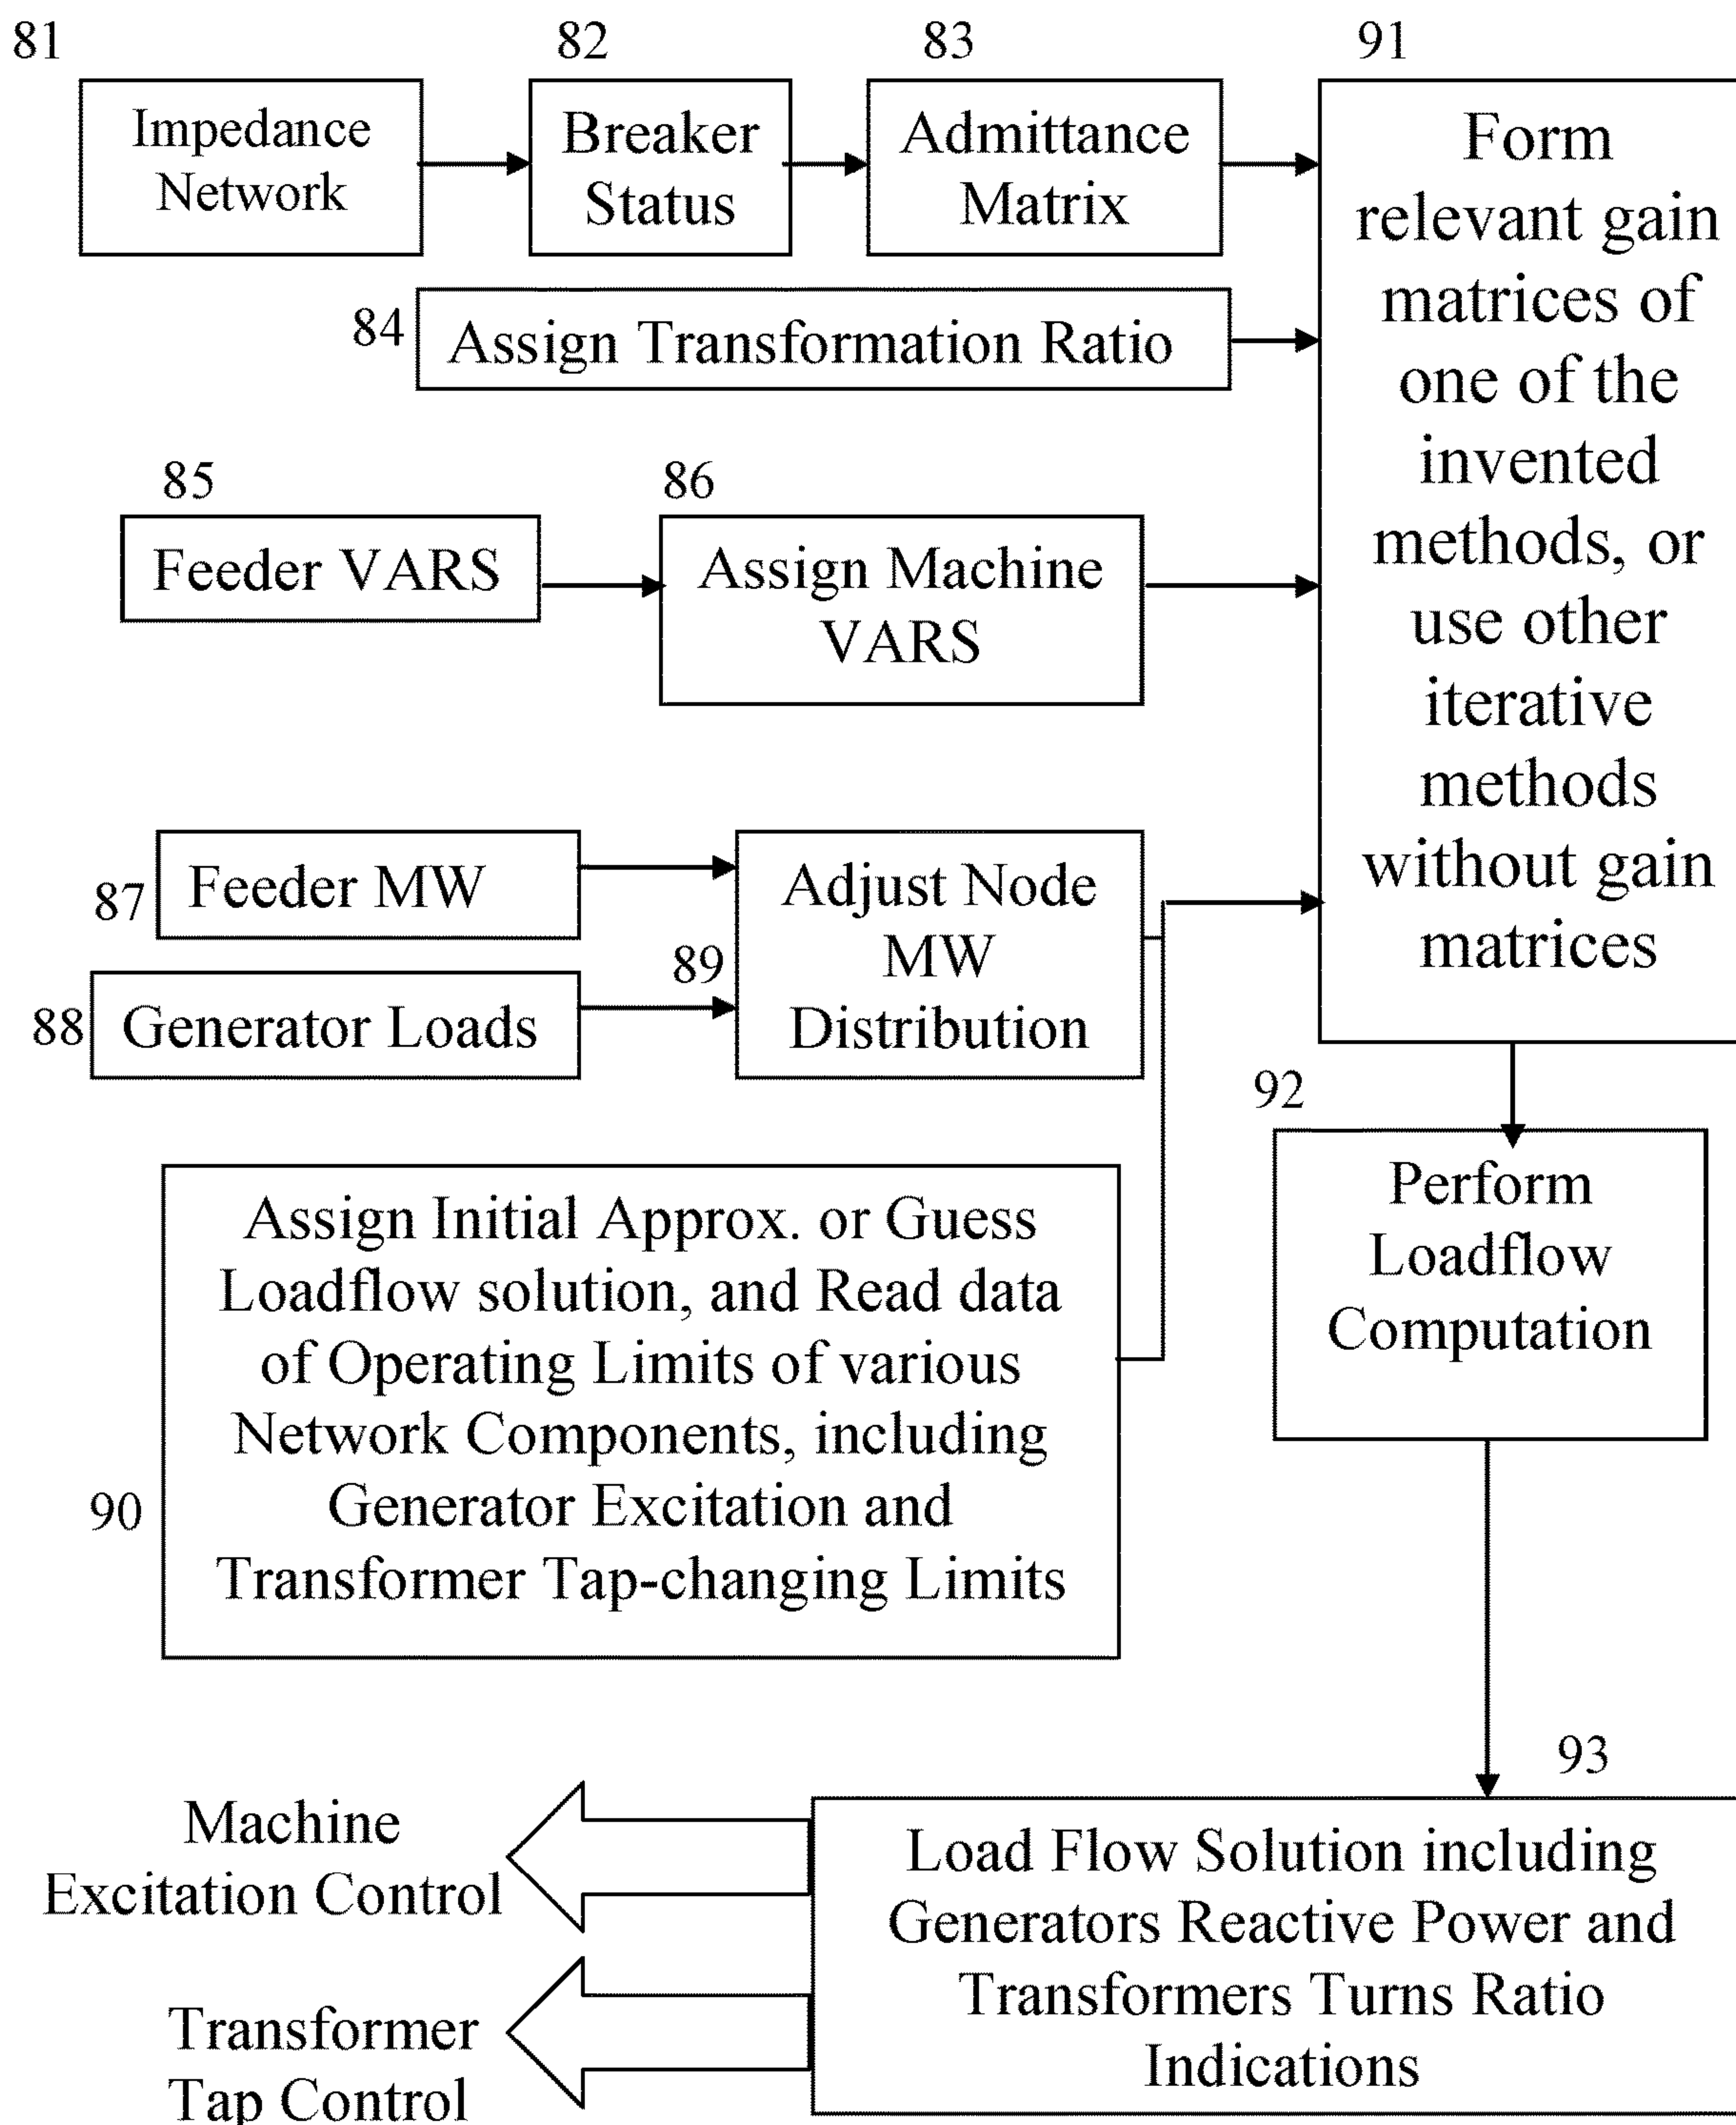 81
Impedance
Network
82
Breaker
Status
83
Admittance
Matrix
91
Form
relevant gain
matrices of
one of the
invented
methods, or
use other
iterative
methods
without gain
matrices
84
Assign Transformation Ratio
85
Feeder VARS
86
Assign Machine
VARS
87
Feeder MW
88
Generator Loads
89
Adjust Node
MW
Distribution
90
Assign Initial Approx. or Guess
Loadflow solution, and Read data
of Operating Limits of various
Network Components, including
Generator Excitation and
Transformer Tap-changing Limits
92
Perform
Loadflow
Computation
93
Load Flow Solution including
Generators Reactive Power and
Transformers Turns Ratio
Indications
Machine
Excitation Control
Transformer
Tap Control